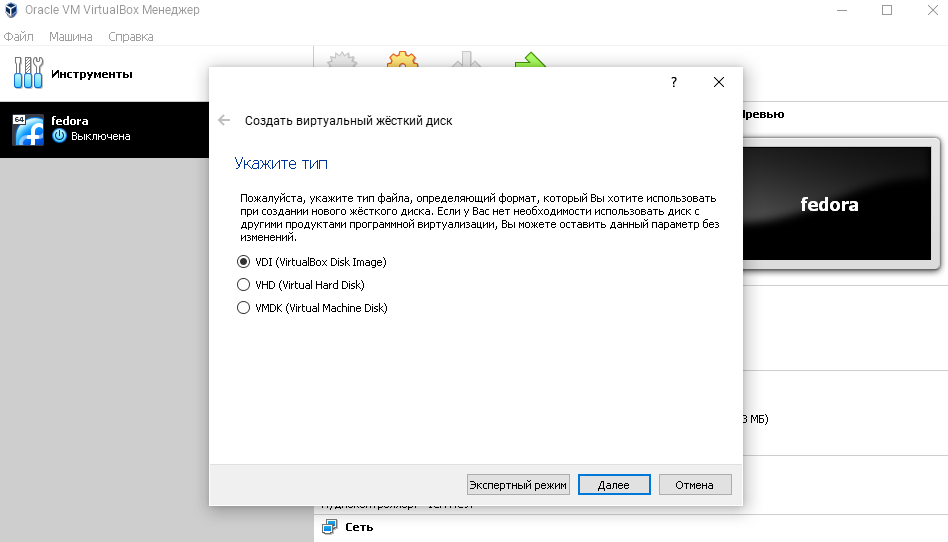 Oracle VM VirtualBox Менеджер
Файл Машина Справка
Инструменты
64
fedora
Выключена
Превью
fedora
?
Создать виртуальный жёсткий диск
Укажите тип
Пожалуйста, укажите тип файла, определяющий формат, который Вы хотите использовать
при создании нового жёсткого диска. Если у Вас нет необходимости использовать диск с
другими продуктами программной виртуализации, Вы можете оставить данный параметр без
изменений.
VDI (VirtualBox Disk Image)
VHD (Virtual Hard Disk)
VMDK (Virtual Machine Disk)
МБ)
Экспертный режим Далее Отмена
Сеть